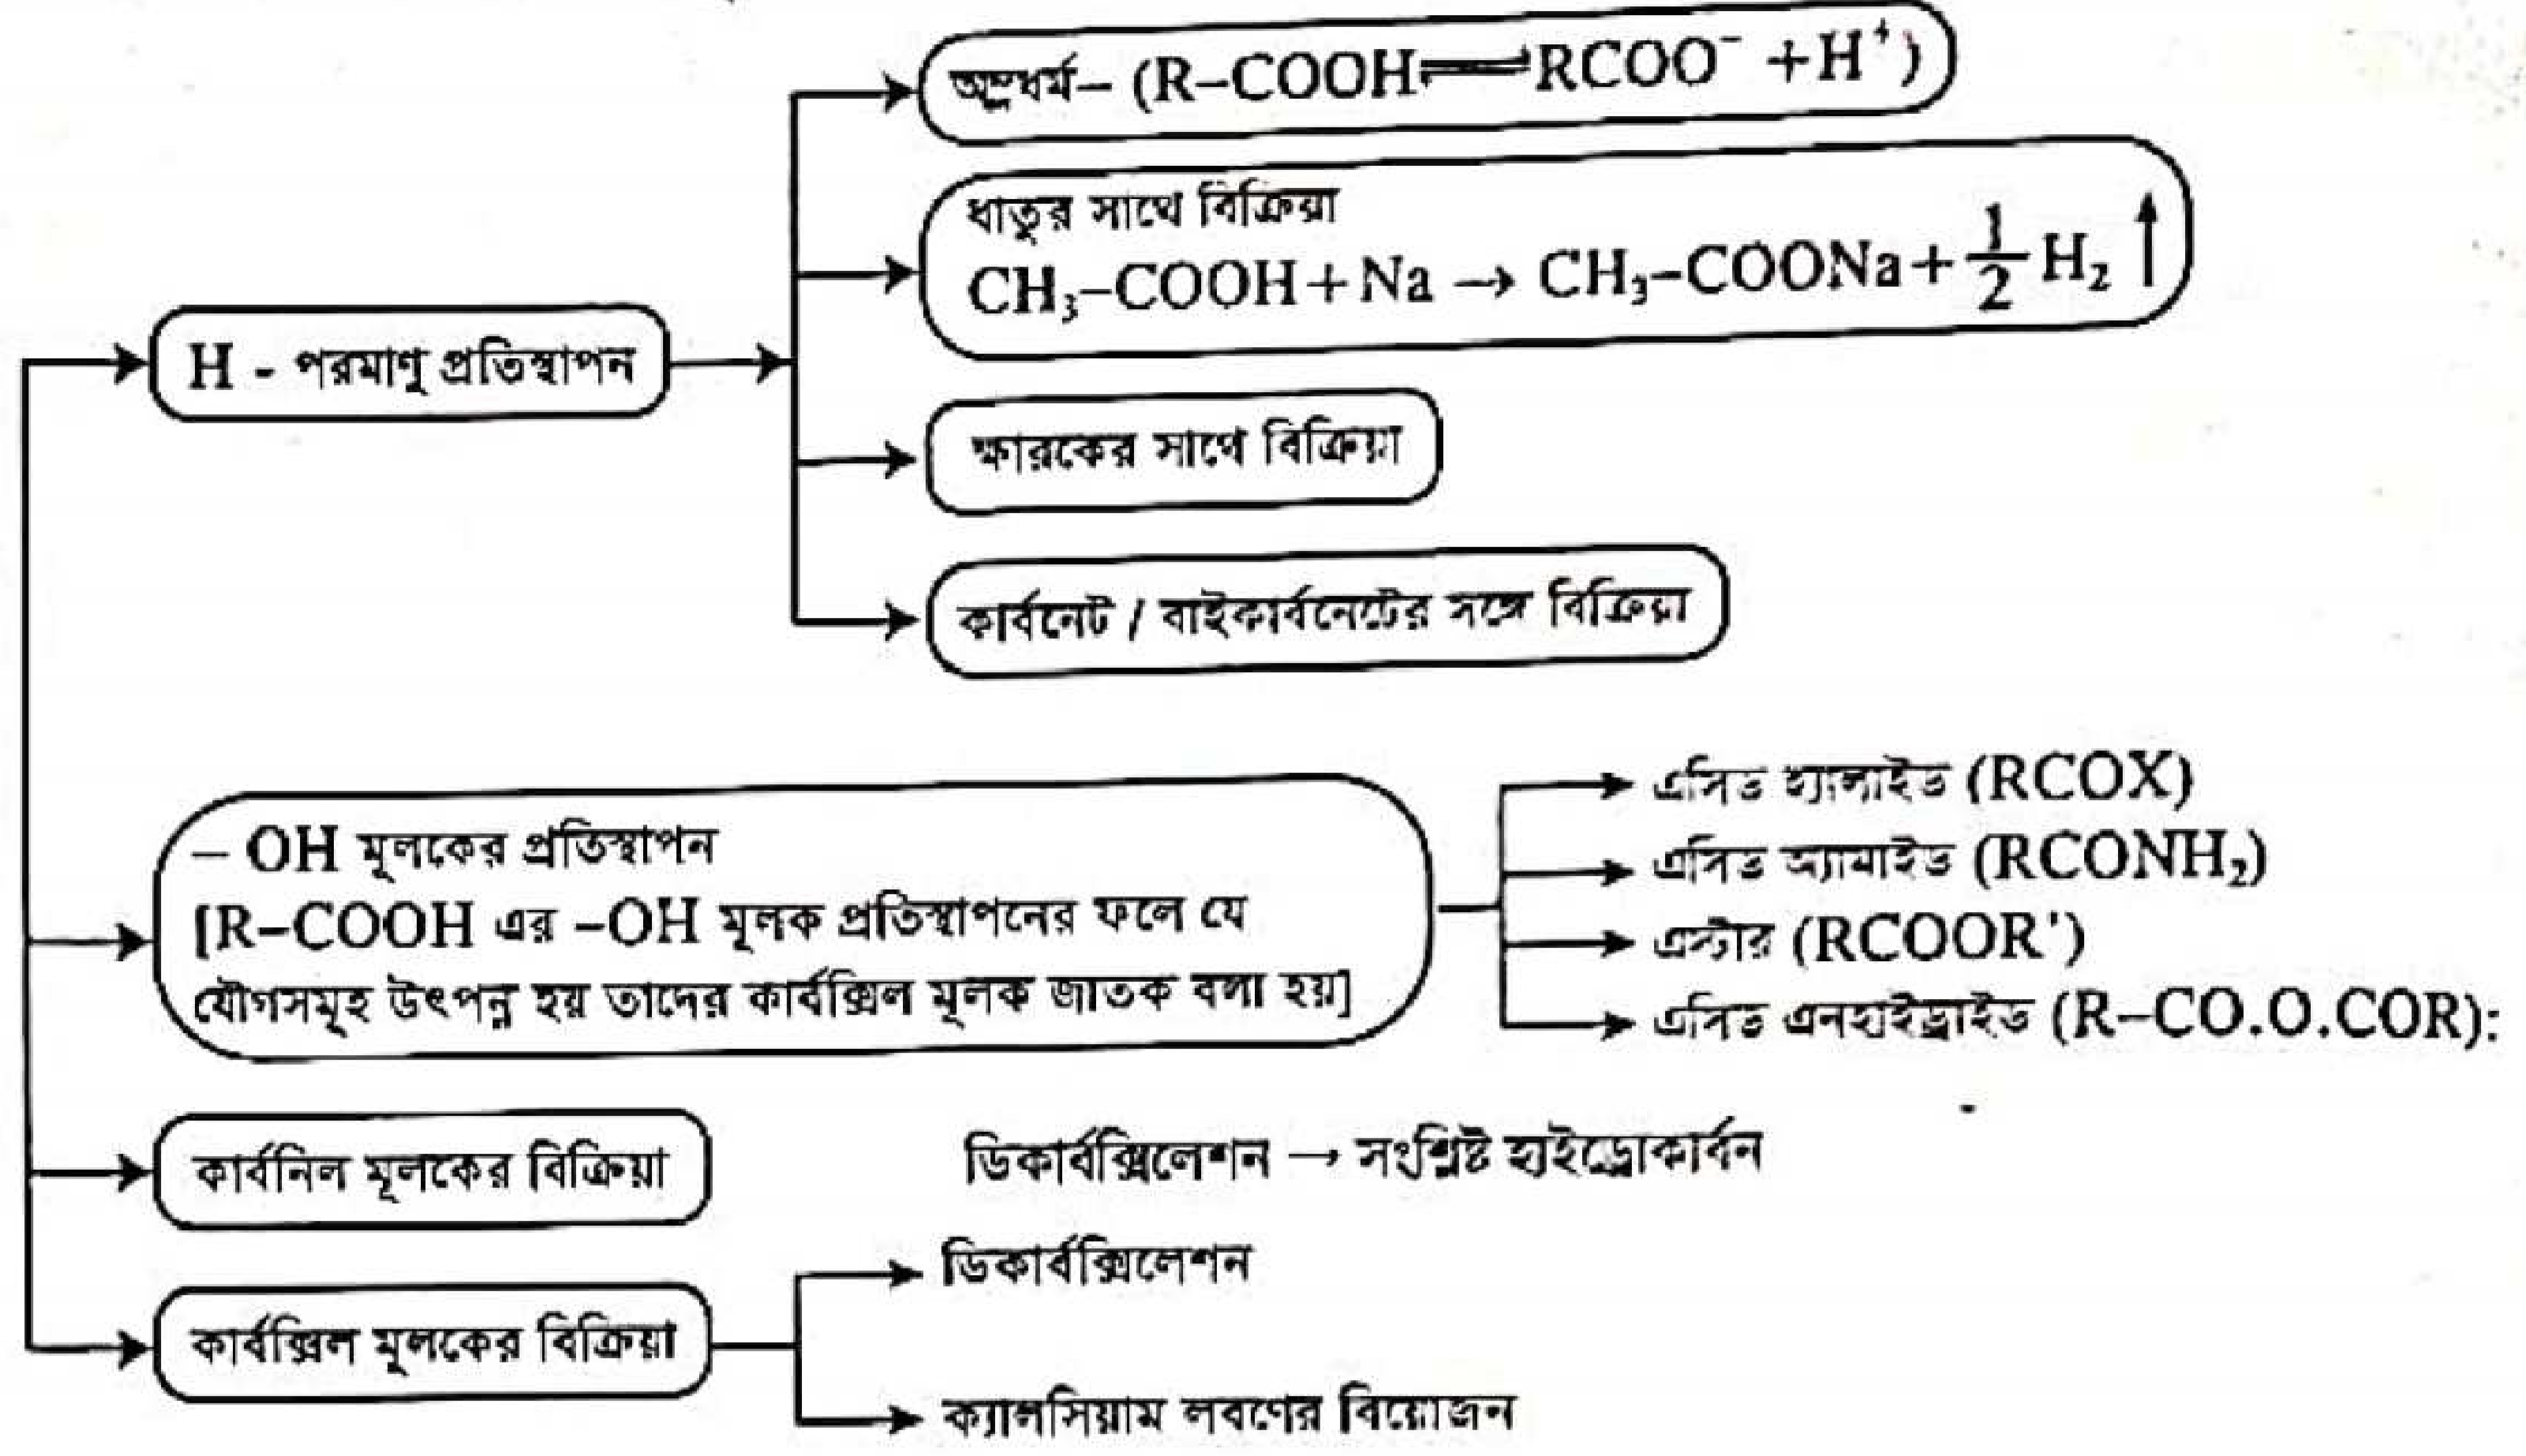 অম্লধর্ম– (R–COOH⇌RCOO⁻ +H⁺)
ধাতুর সাথে বিক্রিয়া
CH₃–COOH+Na → CH₃–COONa+½ H₂ ↑
H - পরমাণু প্রতিস্থাপন
ক্ষারকের সাথে বিক্রিয়া
কার্বনেট / বাইকার্বনেটের সঙ্গে বিক্রিয়া
– OH মূলকের প্রতিস্থাপন
[R–COOH এর –OH মূলক প্রতিস্থাপনের ফলে যে
যৌগসমূহ উৎপন্ন হয় তাদের কার্বক্সিল মূলক জাতক বলা হয়]
এসিড হ্যালাইড (RCOX)
এসিড অ্যামাইড (RCONH₂)
এস্টার (RCOOR')
এসিড এনহাইড্রাইড (R–CO.O.COR):
কার্বনিল মূলকের বিক্রিয়া
ডিকার্বক্সিলেশন → সংশ্লিষ্ট হাইড্রোকার্বন
কার্বক্সিল মূলকের বিক্রিয়া
ডিকার্বক্সিলেশন
ক্যালসিয়াম লবণের বিয়োজন